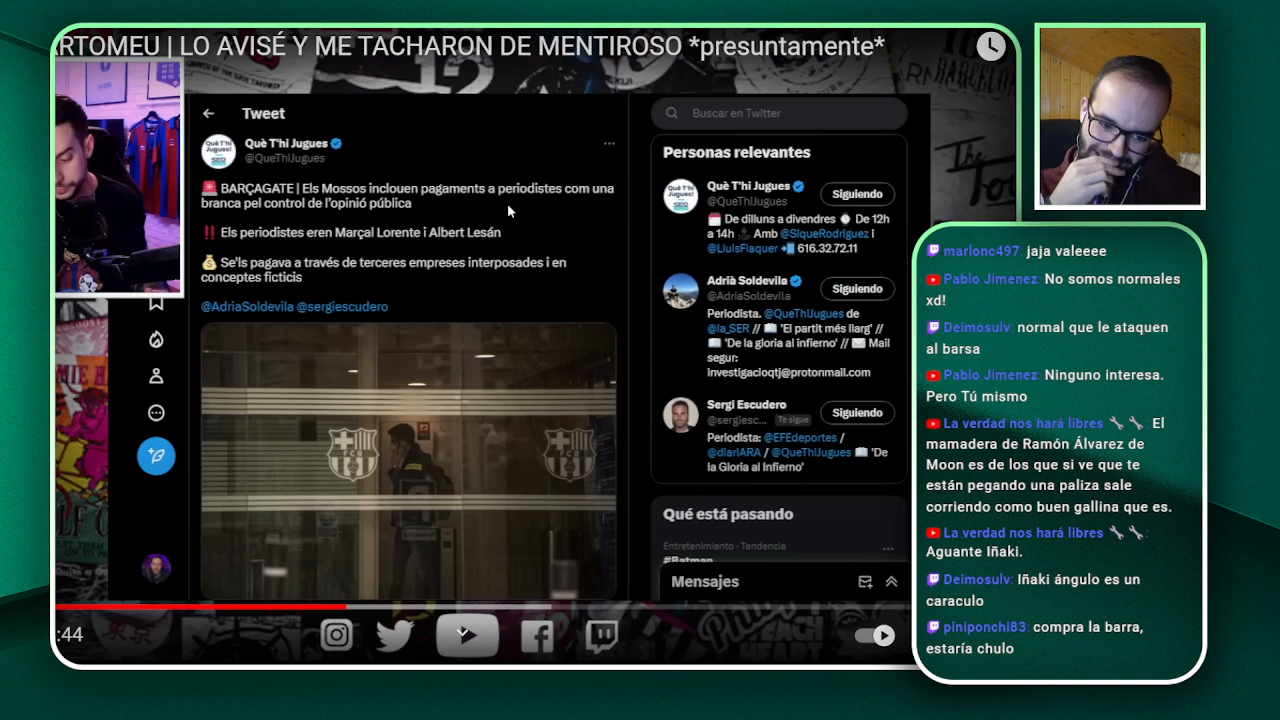 RTOMEU | LO AVISÉ Y ME TACHARON DE MENTIROSO *presuntamente*
Tweet
Què T'hi Jugues
@QueThiJugues
BARÇAGATE | Els Mossos inclouen pagaments a periodistes com una
branca pel control de l'opinió pública
‼️ Els periodistes eren Marçal Lorente i Albert Lesán
Se'ls pagava a través de terceres empreses interposades i en
conceptes ficticis
@AdriaSoldevila @sergiescudero
Buscar en Twitter
Personas relevantes
Què T'hi Jugues
@QueThiJugues
Siguiendo
De dilluns a divendres De 12h
a 14h Amb @SiqueRodriguez i
@LluisFlaquer 616.32.72.11
Adrià Soldevila
@AdriaSoldevila
Siguiendo
Periodista. @QueThiJugues de
@la_SER // 'El partit més llarg' //
'De la gloria al infierno' // Mail
segur:
investigacioqtj@protonmail.com
Sergi Escudero
@sergiesc... Te sigue
Siguiendo
Periodista: @EFEdeportes /
@diariARA / @QueThiJugues 'De
la Gloria al Infierno'
Qué está pasando
Entretenimiento · Tendencia
#Batman
Mensajes
:44
marlonc497: jaja valeeee
Pablo Jimenez: No somos normales
xd!
Deimosulv: normal que le ataquen
al barsa
Pablo Jimenez: Ninguno interesa.
Pero Tú mismo
La verdad nos hará libres : El
mamadera de Ramón Álvarez de
Moon es de los que si ve que te
están pegando una paliza sale
corriendo como buen gallina que es.
La verdad nos hará libres :
Aguante Iñaki.
Deimosulv: Iñaki ángulo es un
caraculo
piniponchi83: compra la barra,
estaría chulo